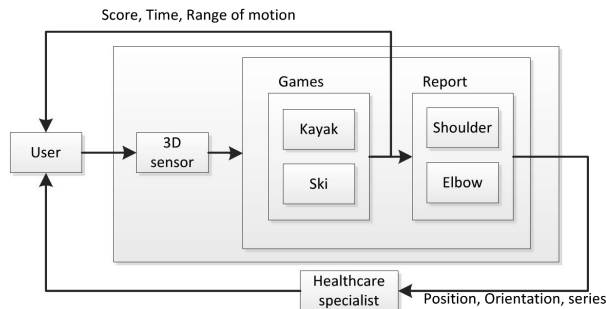 Score, Time, Range of motion
Games
Report
Kayak
Shoulder
User
3D
sensor
Ski
Elbow
Healthcare
specialist
Position, Orientation, series